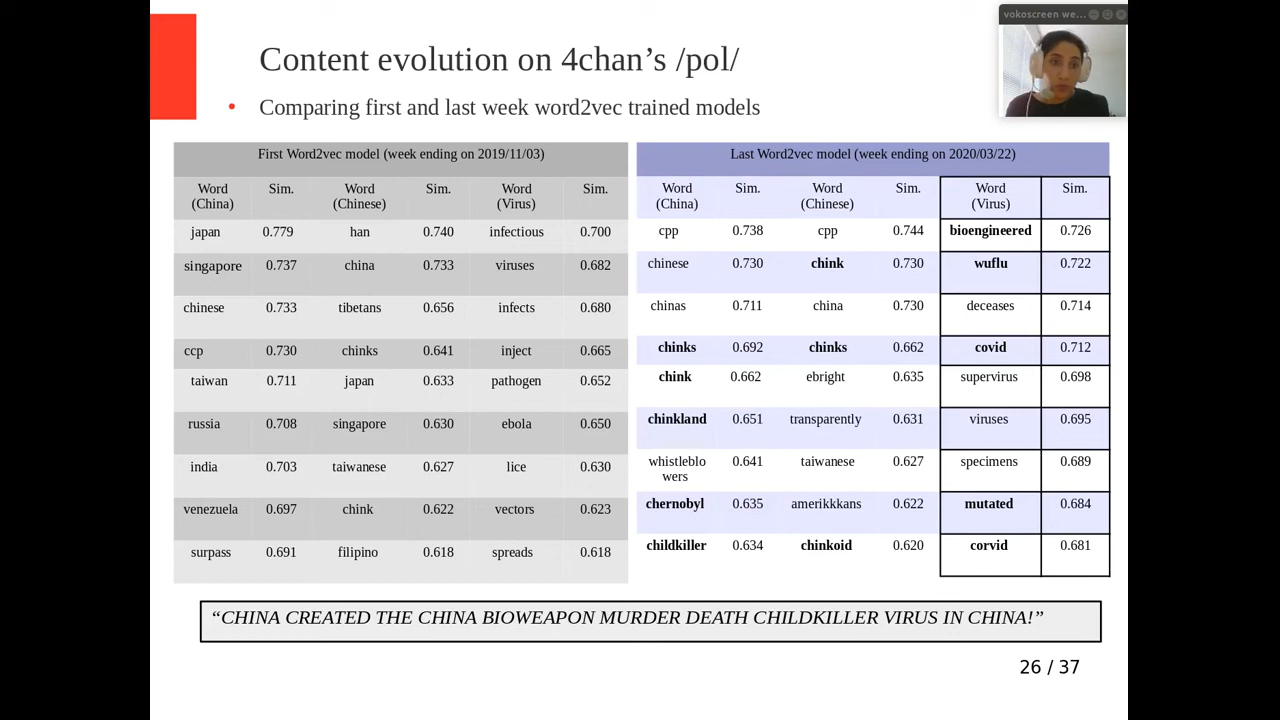 vokoscreen we...
Content evolution on 4chan's /pol/
• Comparing first and last week word2vec trained models
First Word2vec model (week ending on 2019/11/03)
Word (China) Sim. Word (Chinese) Sim. Word (Virus) Sim.
japan 0.779 han 0.740 infectious 0.700
singapore 0.737 china 0.733 viruses 0.682
chinese 0.733 tibetans 0.656 infects 0.680
ccp 0.730 chinks 0.641 inject 0.665
taiwan 0.711 japan 0.633 pathogen 0.652
russia 0.708 singapore 0.630 ebola 0.650
india 0.703 taiwanese 0.627 lice 0.630
venezuela 0.697 chink 0.622 vectors 0.623
surpass 0.691 filipino 0.618 spreads 0.618
Last Word2vec model (week ending on 2020/03/22)
Word (China) Sim. Word (Chinese) Sim. Word (Virus) Sim.
cpp 0.738 cpp 0.744 bioengineered 0.726
chinese 0.730 chink 0.730 wuflu 0.722
chinas 0.711 china 0.730 deceases 0.714
chinks 0.692 chinks 0.662 covid 0.712
chink 0.662 ebright 0.635 supervirus 0.698
chinkland 0.651 transparently 0.631 viruses 0.695
whistleblo wers 0.641 taiwanese 0.627 specimens 0.689
chernobyl 0.635 amerikkkans 0.622 mutated 0.684
childkiller 0.634 chinkoid 0.620 corvid 0.681
“CHINA CREATED THE CHINA BIOWEAPON MURDER DEATH CHILDKILLER VIRUS IN CHINA!”
26 / 37